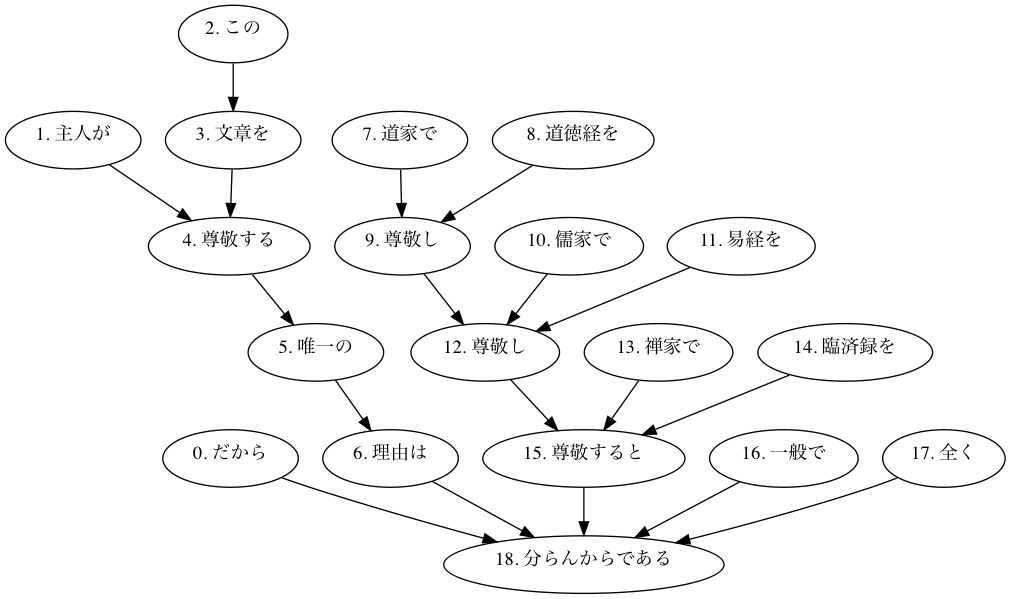 2. この
1. 主人が
3. 文章を
7. 道家で
8. 道徳経を
4. 尊敬する
9. 尊敬し
10. 儒家で
11. 易経を
5. 唯一の
12. 尊敬し
13. 禅家で
14. 臨済録を
0. だから
6. 理由は
15. 尊敬すると
16. 一般で
17. 全く
18. 分らんからである